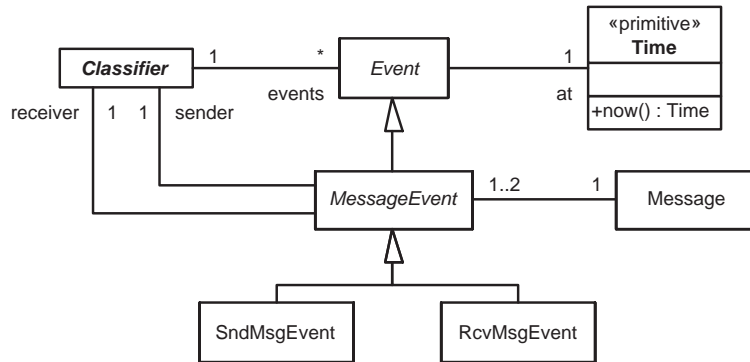 «primitive»
Time
Classifier
1
*
Event
1
events
at
+now() : Time
receiver
1
1
sender
MessageEvent
1..2
1
Message
SndMsgEvent
RcvMsgEvent